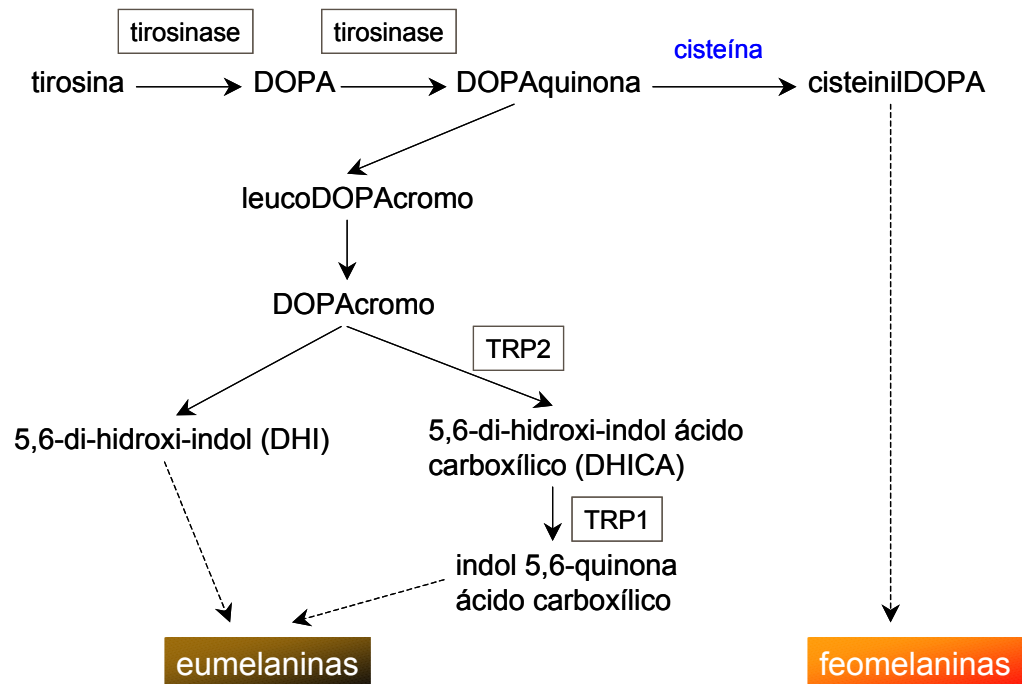 tirosinase
tirosinase
cisteína
tirosina
DOPA
DOPAquinona
cisteinilDOPA
leucoDOPAcromo
DOPAcromo
TRP2
5,6-di-hidroxi-indol (DHI)
5,6-di-hidroxi-indol ácido
carboxílico (DHICA)
TRP1
indol 5,6-quinona
ácido carboxílico
eumelaninas
feomelaninas